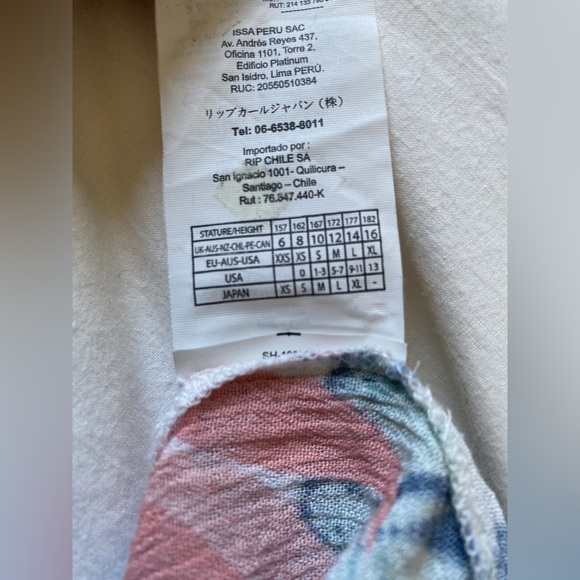 RUT: 214 133
ISSA PERU SAC
Av. Andrés Reyes 437,
Oficina 1101, Torre 2,
Edificio Platinum
San Isidro, Lima PERÚ.
RUC: 20550510384
リップカールジャパン (株)
Tel: 06-6538-8011
Importado por :
RIP CHILE SA
San Ignacio 1001- Quilicura –
Santiago – Chile
Rut : 76.547.440-K
STATURE/HEIGHT 157 162 167 172 177 182
UK-AUS-NZ-CHL-PE-CAN 6 8 10 12 14 16
EU-AUS-USA XXS XS S M L XL
USA 0 1-3 5-7 9-11 13
JAPAN XS S M L XL -